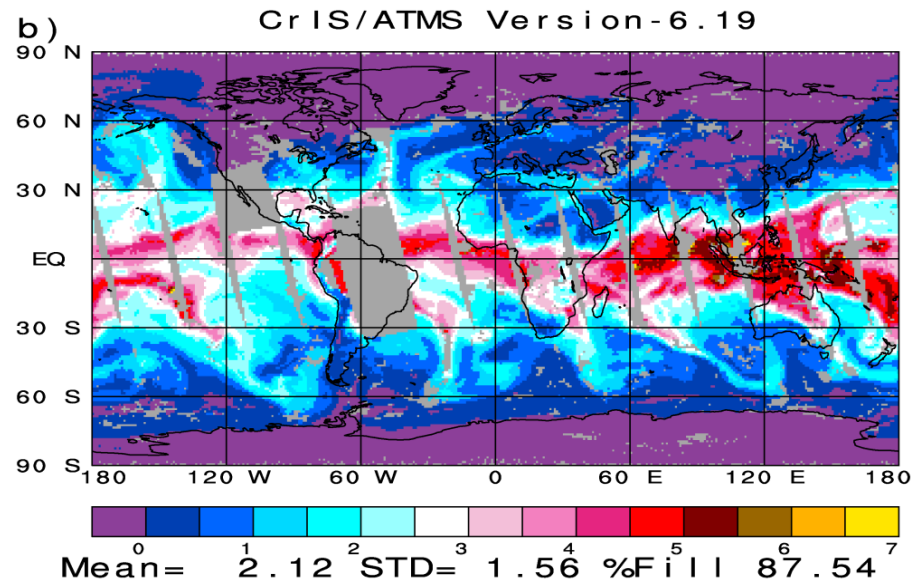 b) CrIS/ATMS Version-6.19
90 N
60 N
30 N
EQ
30 S
60 S
90 S
180 120 W 60 W 0 60 E 120 E 180
0 1 2 3 4 5 6 7
Mean= 2.12 STD= 1.56 %Fill 87.54